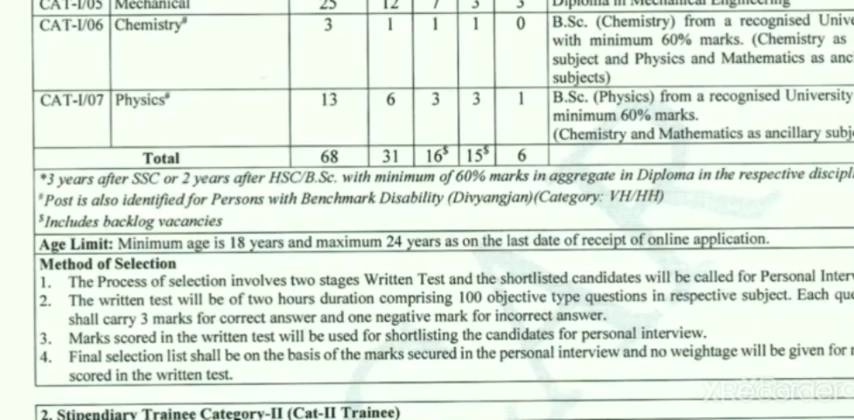 CAT-I/05 Mechanical 25 12 7 3 3 Diploma in Mechanical Engineering
CAT-I/06 Chemistry# 3 1 1 1 0 B.Sc. (Chemistry) from a recognised Unive
with minimum 60% marks. (Chemistry as
subject and Physics and Mathematics as anc
subjects)
CAT-I/07 Physics# 13 6 3 3 1 B.Sc. (Physics) from a recognised University
minimum 60% marks.
(Chemistry and Mathematics as ancillary subj
Total 68 31 16$ 15$ 6
*3 years after SSC or 2 years after HSC/B.Sc. with minimum of 60% marks in aggregate in Diploma in the respective discipl
#Post is also identified for Persons with Benchmark Disability (Divyangjan)(Category: VH/HH)
$Includes backlog vacancies
Age Limit: Minimum age is 18 years and maximum 24 years as on the last date of receipt of online application.
Method of Selection
1. The Process of selection involves two stages Written Test and the shortlisted candidates will be called for Personal Inter
2. The written test will be of two hours duration comprising 100 objective type questions in respective subject. Each que
shall carry 3 marks for correct answer and one negative mark for incorrect answer.
3. Marks scored in the written test will be used for shortlisting the candidates for personal interview.
4. Final selection list shall be on the basis of the marks secured in the personal interview and no weightage will be given for
scored in the written test.
XRecorder
2. Stipendiary Trainee Category-II (Cat-II Trainee)